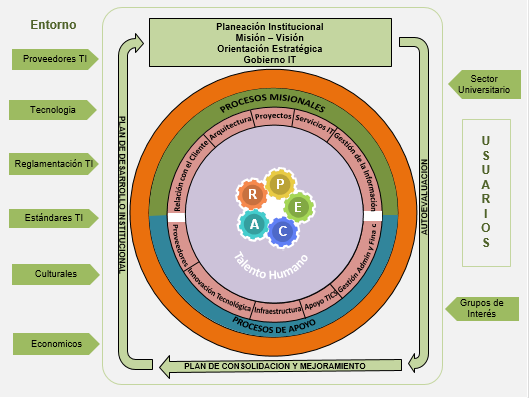 Entorno
Planeación Institucional
Misión – Visión
Orientación Estratégica
Gobierno IT
Proveedores TI
Tecnologia
Reglamentación TI
Estándares TI
Culturales
Economicos
PLAN DE DESARROLLO INSTITUCIONAL
PROCESOS MISIONALES
Relación con el Cliente
Arquitectura
Proyectos
Servicios IT
Gestión de la Información
R
P
E
A
C
Talento Humano
Proveedores
Innovación Tecnológica
Infraestructura
Apoyo TICS
Gestión Admin y Fina c
PROCESOS DE APOYO
AUTOEVALUACION
PLAN DE CONSOLIDACION Y MEJORAMIENTO
Sector
Universitario
USUARIOS
Grupos de
Interés